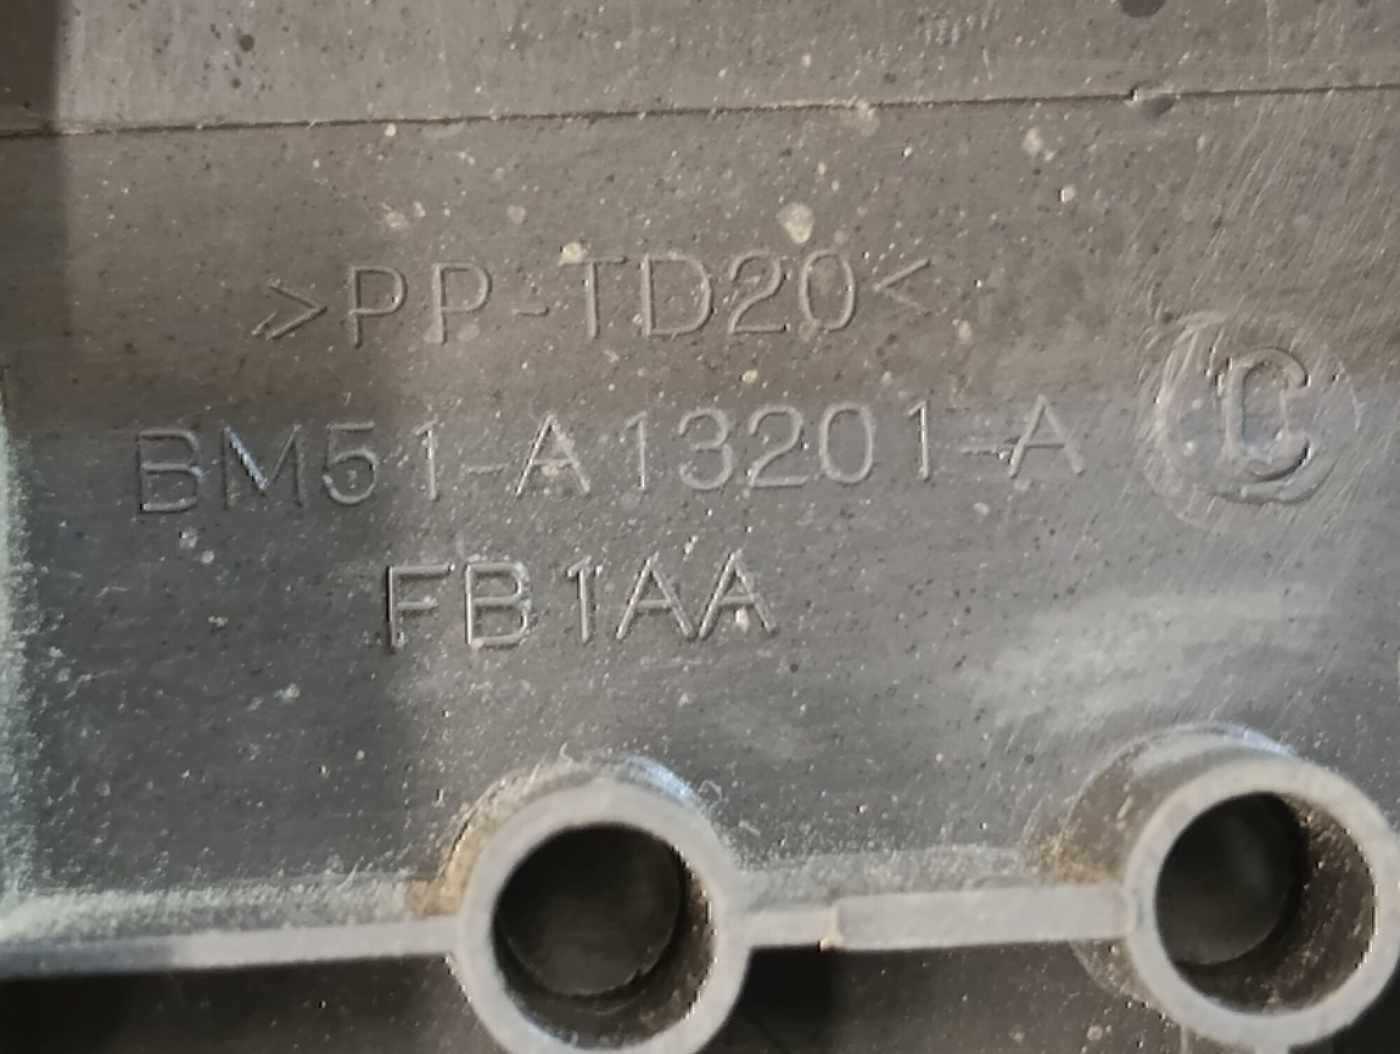 >PP-TD20<
BM51-A13201-A
C
FB1AA